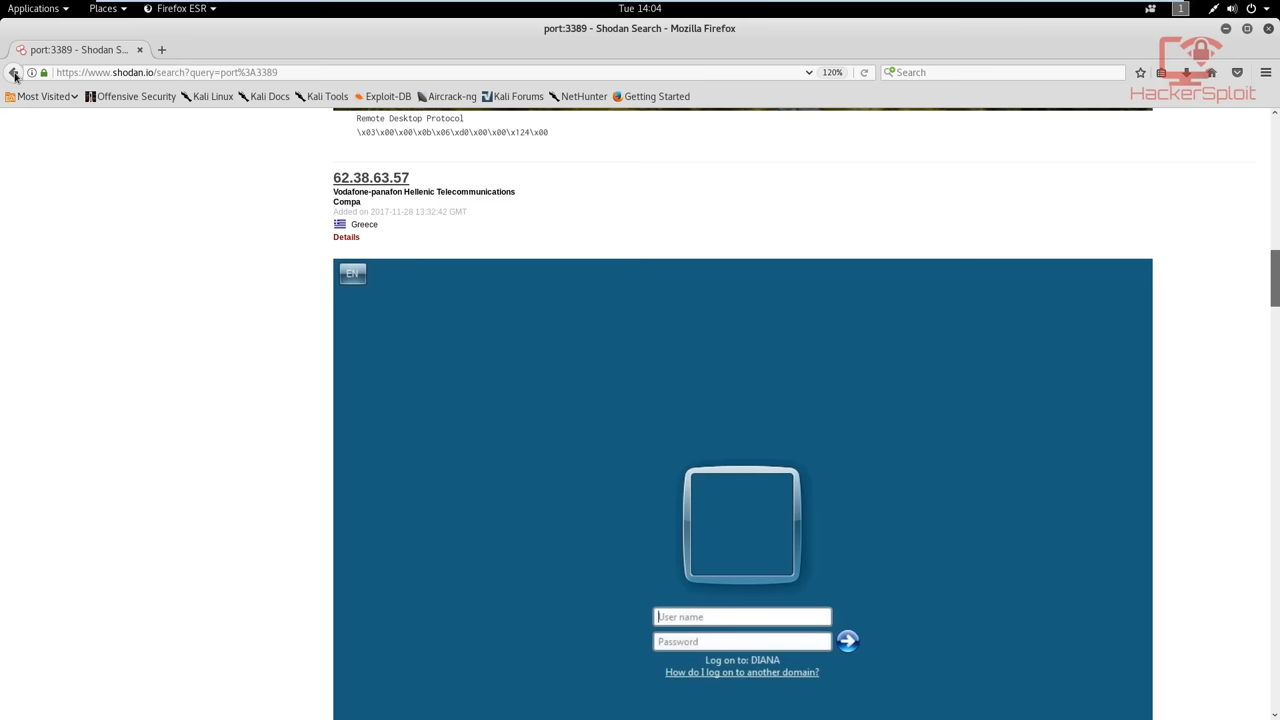 Applications
Places
Firefox ESR
Tue 14:04
1
port:3389 - Shodan Search - Mozilla Firefox
port:3389 - Shodan S...
https://www.shodan.io/search?query=port%3A3389
120%
Search
Most Visited
Offensive Security
Kali Linux
Kali Docs
Kali Tools
Exploit-DB
Aircrack-ng
Kali Forums
NetHunter
Getting Started
HackerSploit
Remote Desktop Protocol
\x03\x00\x00\x0b\x06\xd0\x00\x00\x124\x00
62.38.63.57
Vodafone-panafon Hellenic Telecommunications
Compa
Added on 2017-11-28 13:32:42 GMT
Greece
Details
EN
User name
Password
Log on to: DIANA
How do I log on to another domain?